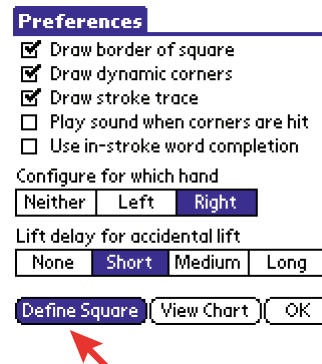 Preferences
Draw border of square
Draw dynamic corners
Draw stroke trace
Play sound when corners are hit
Use in-stroke word completion
Configure for which hand
Neither Left Right
Lift delay for accidental lift
None Short Medium Long
Define Square View Chart OK